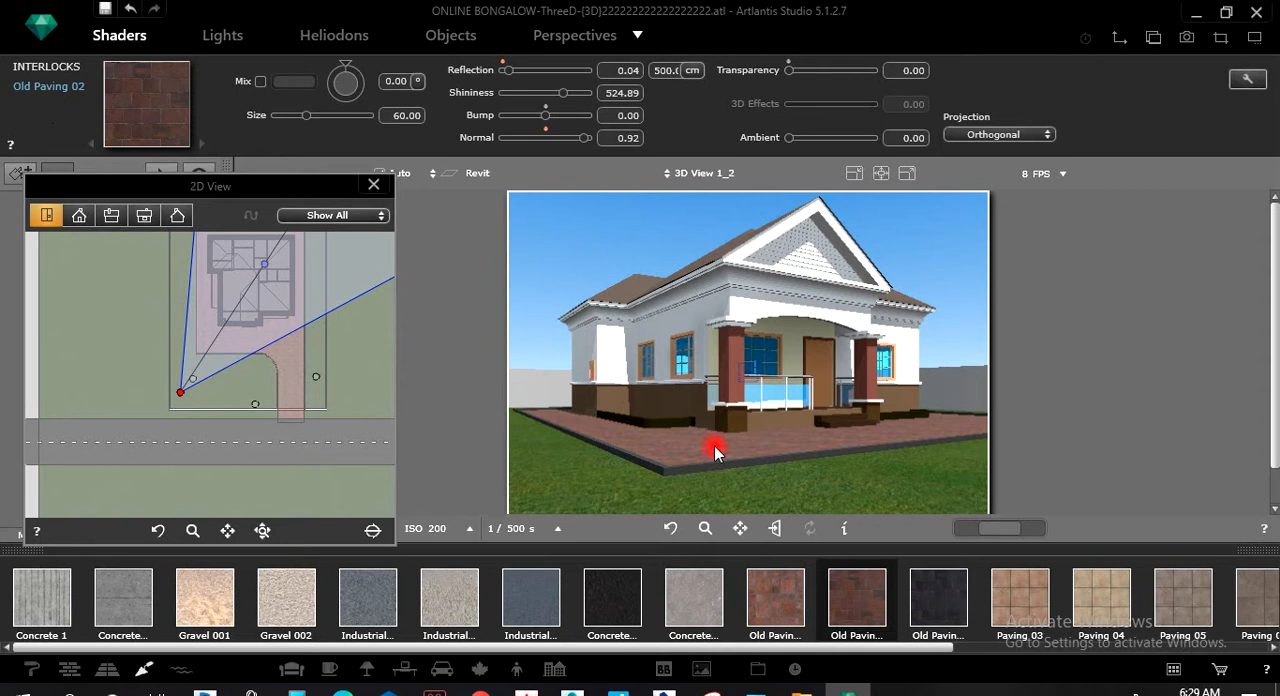 ONLINE BONGALOW-ThreeD-{3D}222222222222222222.atl - Artlantis Studio 5.1.2.7
Shaders Lights Heliodons Objects Perspectives
INTERLOCKS
Old Paving 02
Mix 0.00
Size 60.00
Reflection 0.04 cm
Shininess 524.89
Bump 0.00
Normal 0.92
Transparency 0.00
3D Effects 0.00
Ambient 0.00
Projection
Orthogonal
?
Revit 3D View 1_2 8 FPS
2D View
Show All
?
ISO 200 1 / 500 s ?
Concrete 1 Concrete... Gravel 001 Gravel 002 Industrial... Industrial... Industrial... Concrete... Concrete... Old Pavin... Old Pavin... Old Pavin... Paving 03 Paving 04 Paving 05
Activate Windows
Go to Settings to activate Windows.
BB ?
6:29 AM